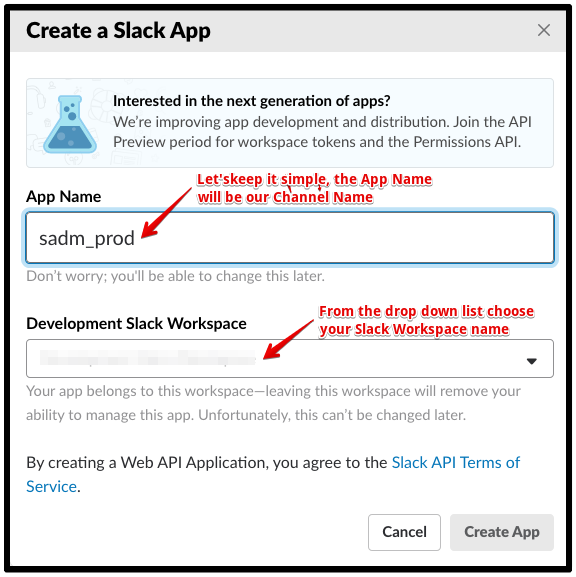 Create a Slack App
Interested in the next generation of apps?
We're improving app development and distribution. Join the API
Preview period for workspace tokens and the Permissions API.
Let'skeep it simple, the App Name
will be our Channel Name
App Name
sadm_prod
Don't worry; you'll be able to change this later.
From the drop down list choose
your Slack Workspace name
Development Slack Workspace
Your app belongs to this workspace—leaving this workspace will remove your
ability to manage this app. Unfortunately, this can't be changed later.
By creating a Web API Application, you agree to the Slack API Terms of
Service.
Cancel
Create App